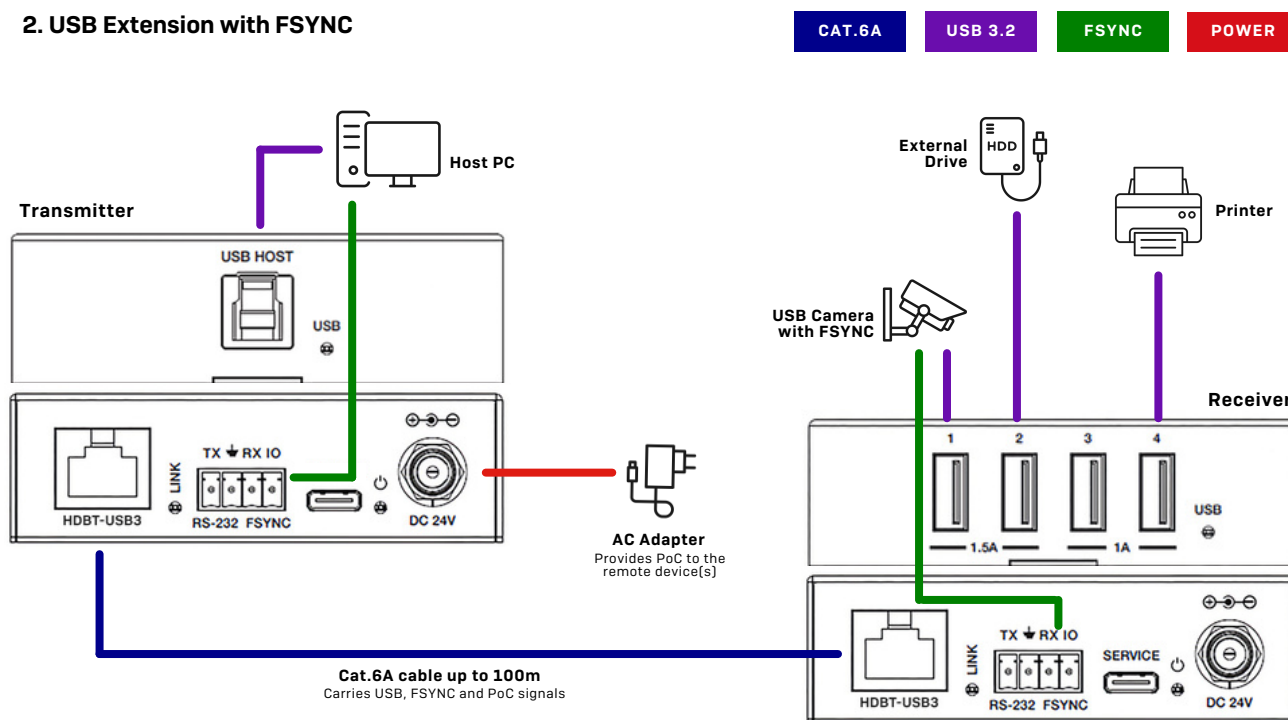 2. USB Extension with FSYNC
CAT.6A
USB 3.2
FSYNC
POWER
Host PC
External
Drive
HDD
Printer
Transmitter
USB HOST
USB
USB Camera
with FSYNC
Receiver
TX RX IO
LINK
HDBT-USB3
RS-232 FSYNC
DC 24V
AC Adapter
Provides PoC to the
remote device(s)
1 2 3 4
USB
1.5A 1A
Cat.6A cable up to 100m
Carries USB, FSYNC and PoC signals
TX RX IO
LINK
SERVICE
HDBT-USB3
RS-232 FSYNC
DC 24V